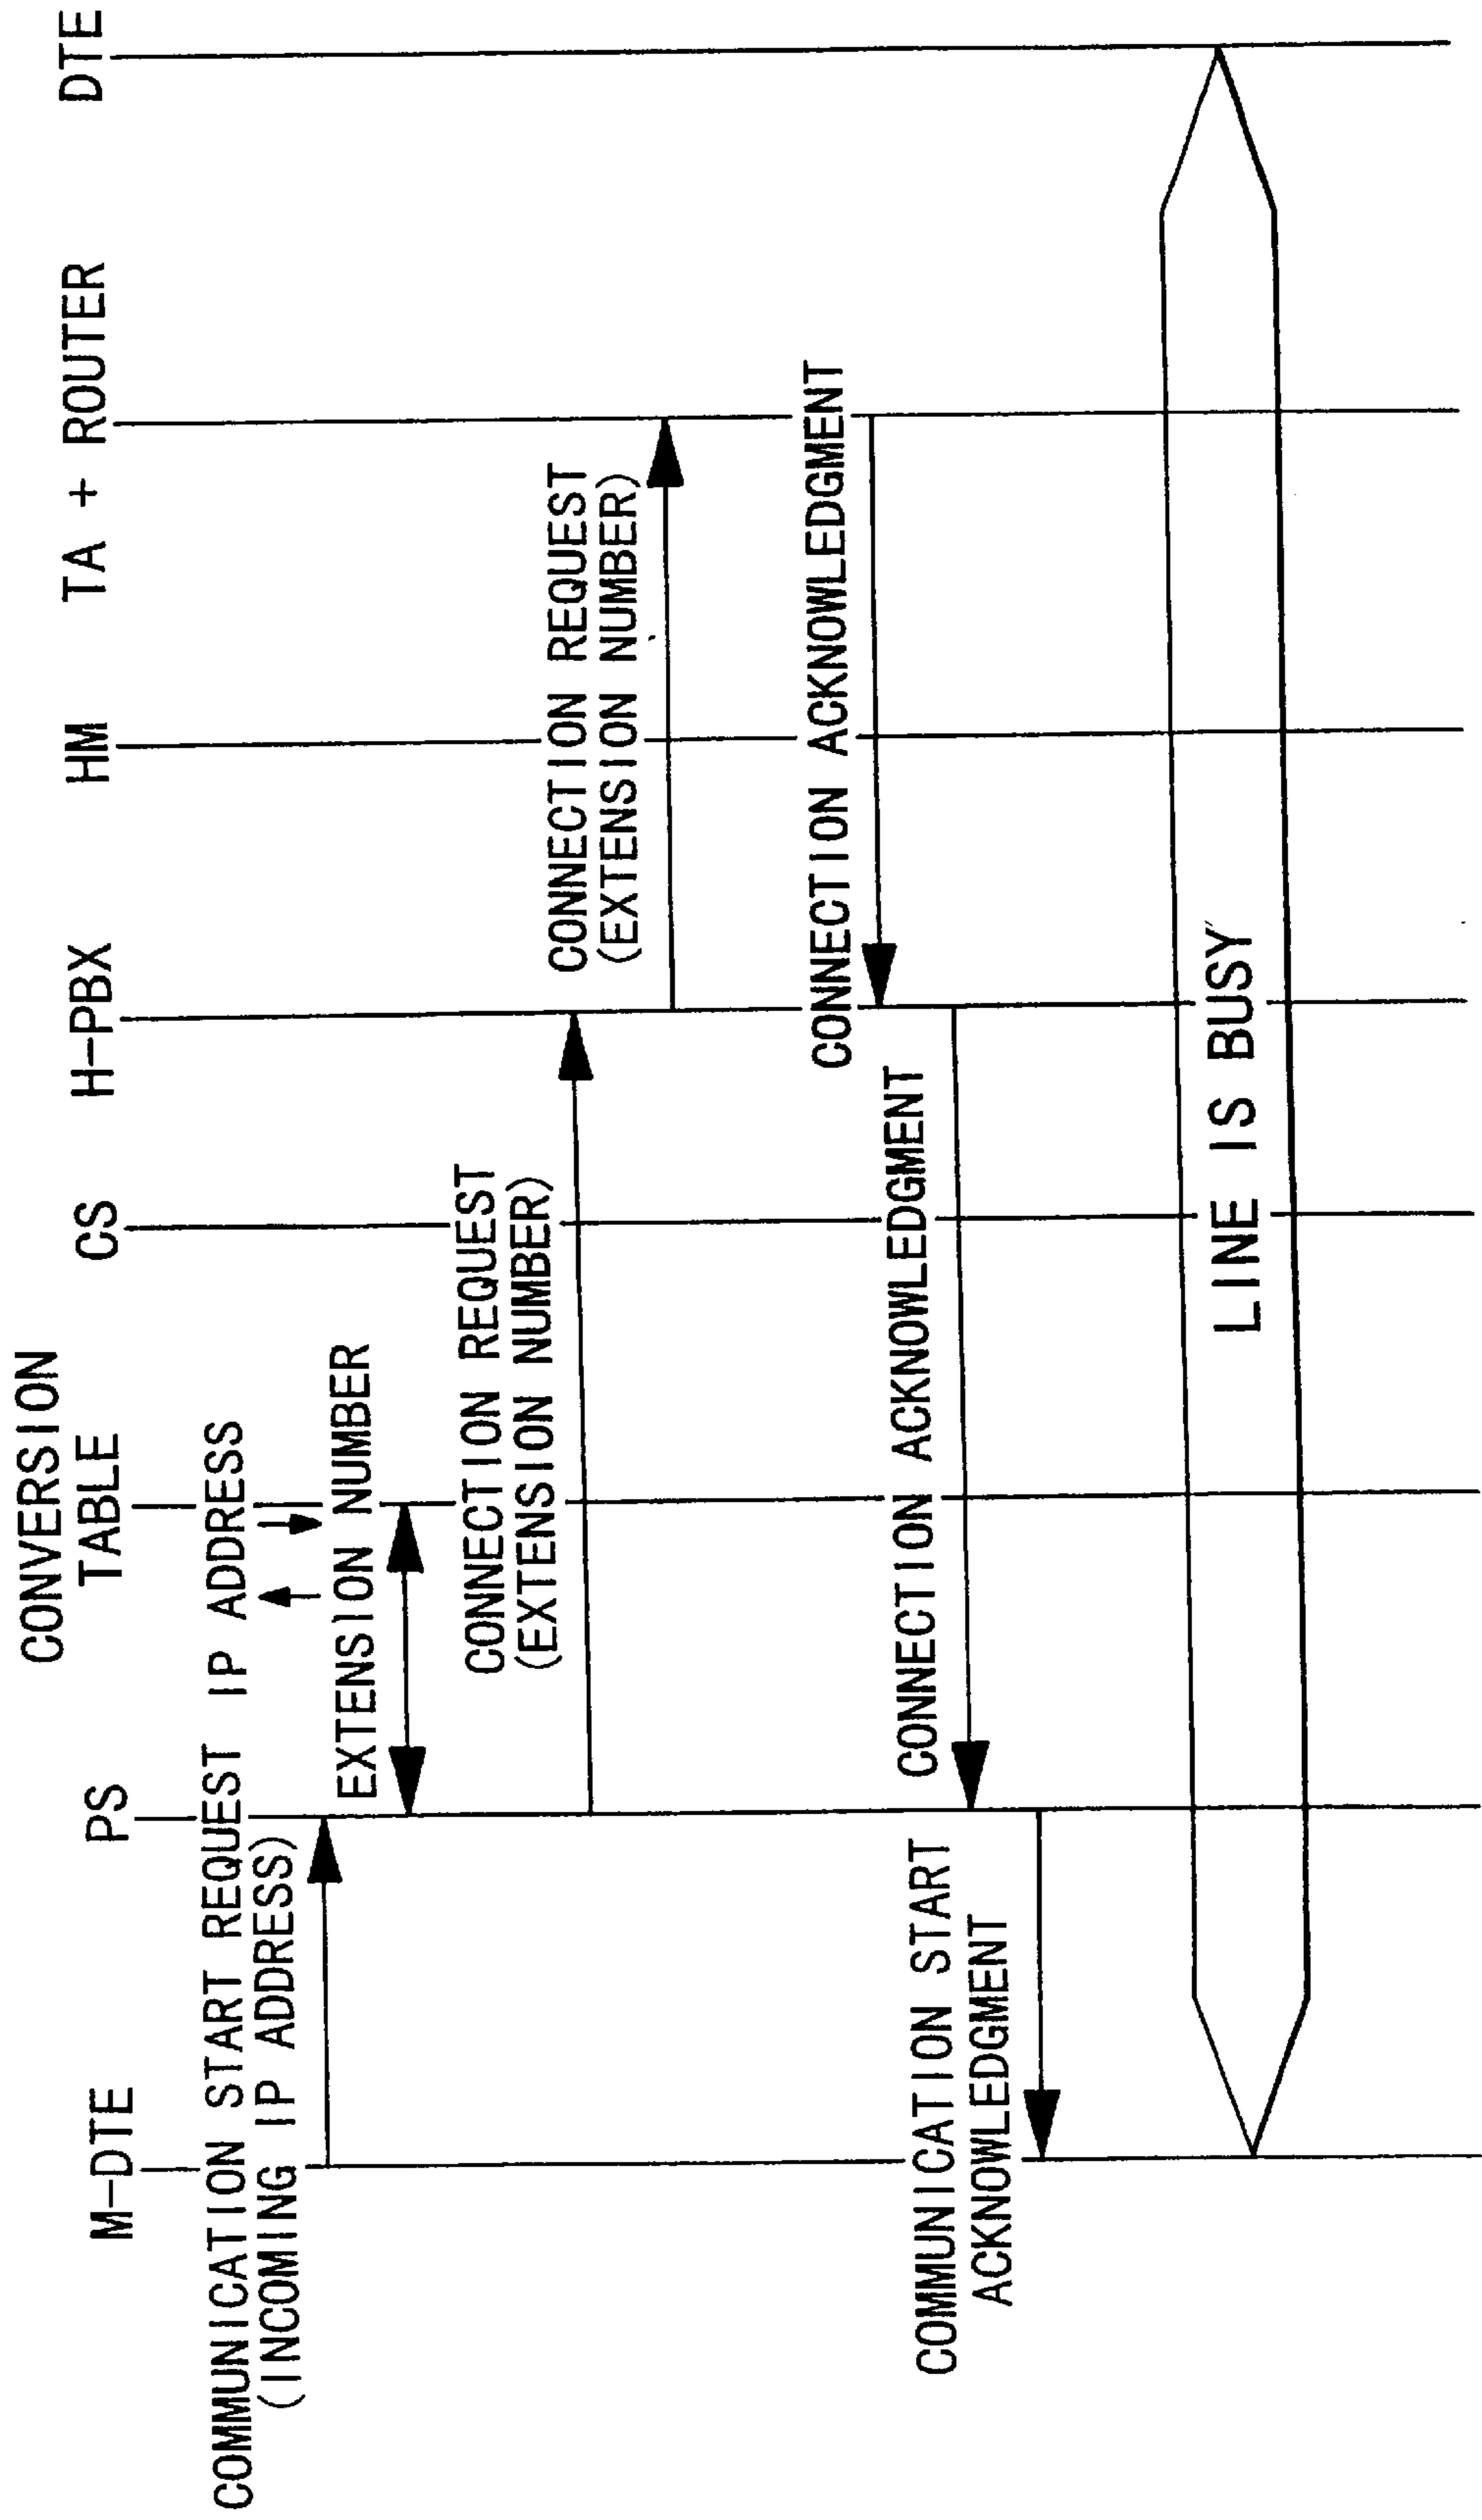 M-DTE
PS
CONVERSION
TABLE
CS
H-PBX
HM
TA + ROUTER
DTE
COMMUNICATION START REQUEST
(INCOMING IP ADDRESS)
IP ADDRESS
EXTENSION NUMBER
CONNECTION REQUEST
(EXTENSION NUMBER)
CONNECTION REQUEST
(EXTENSION NUMBER)
CONNECTION ACKNOWLEDGMENT
CONNECTION ACKNOWLEDGMENT
COMMUNICATION START
ACKNOWLEDGMENT
LINE IS BUSY